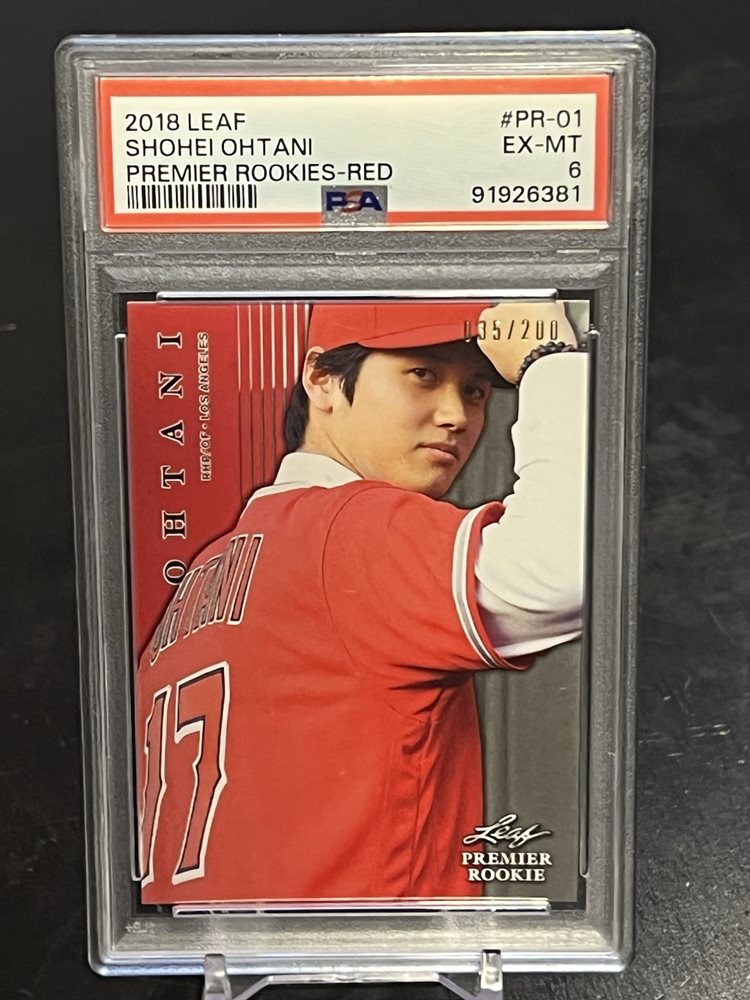 2018 LEAF #PR-01
SHOHEI OHTANI EX-MT
PREMIER ROOKIES-RED 6
PSA 91926381
035/200
OHTANI
RHP/OF · LOS ANGELES
OHTANI
17
Leaf
PREMIER
ROOKIE